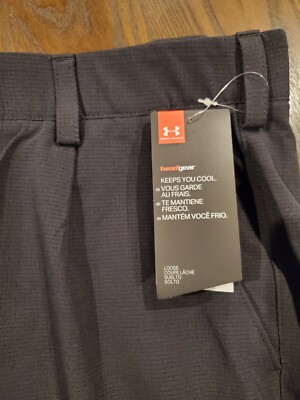 heatgear
KEEPS YOU COOL.
VOUS GARDE
AU FRAIS.
TE MANTIENE
FRESCO.
MANTÉM VOCÊ FRIO.
LOOSE
COUPE LÂCHE
SUELTO
SOLTO